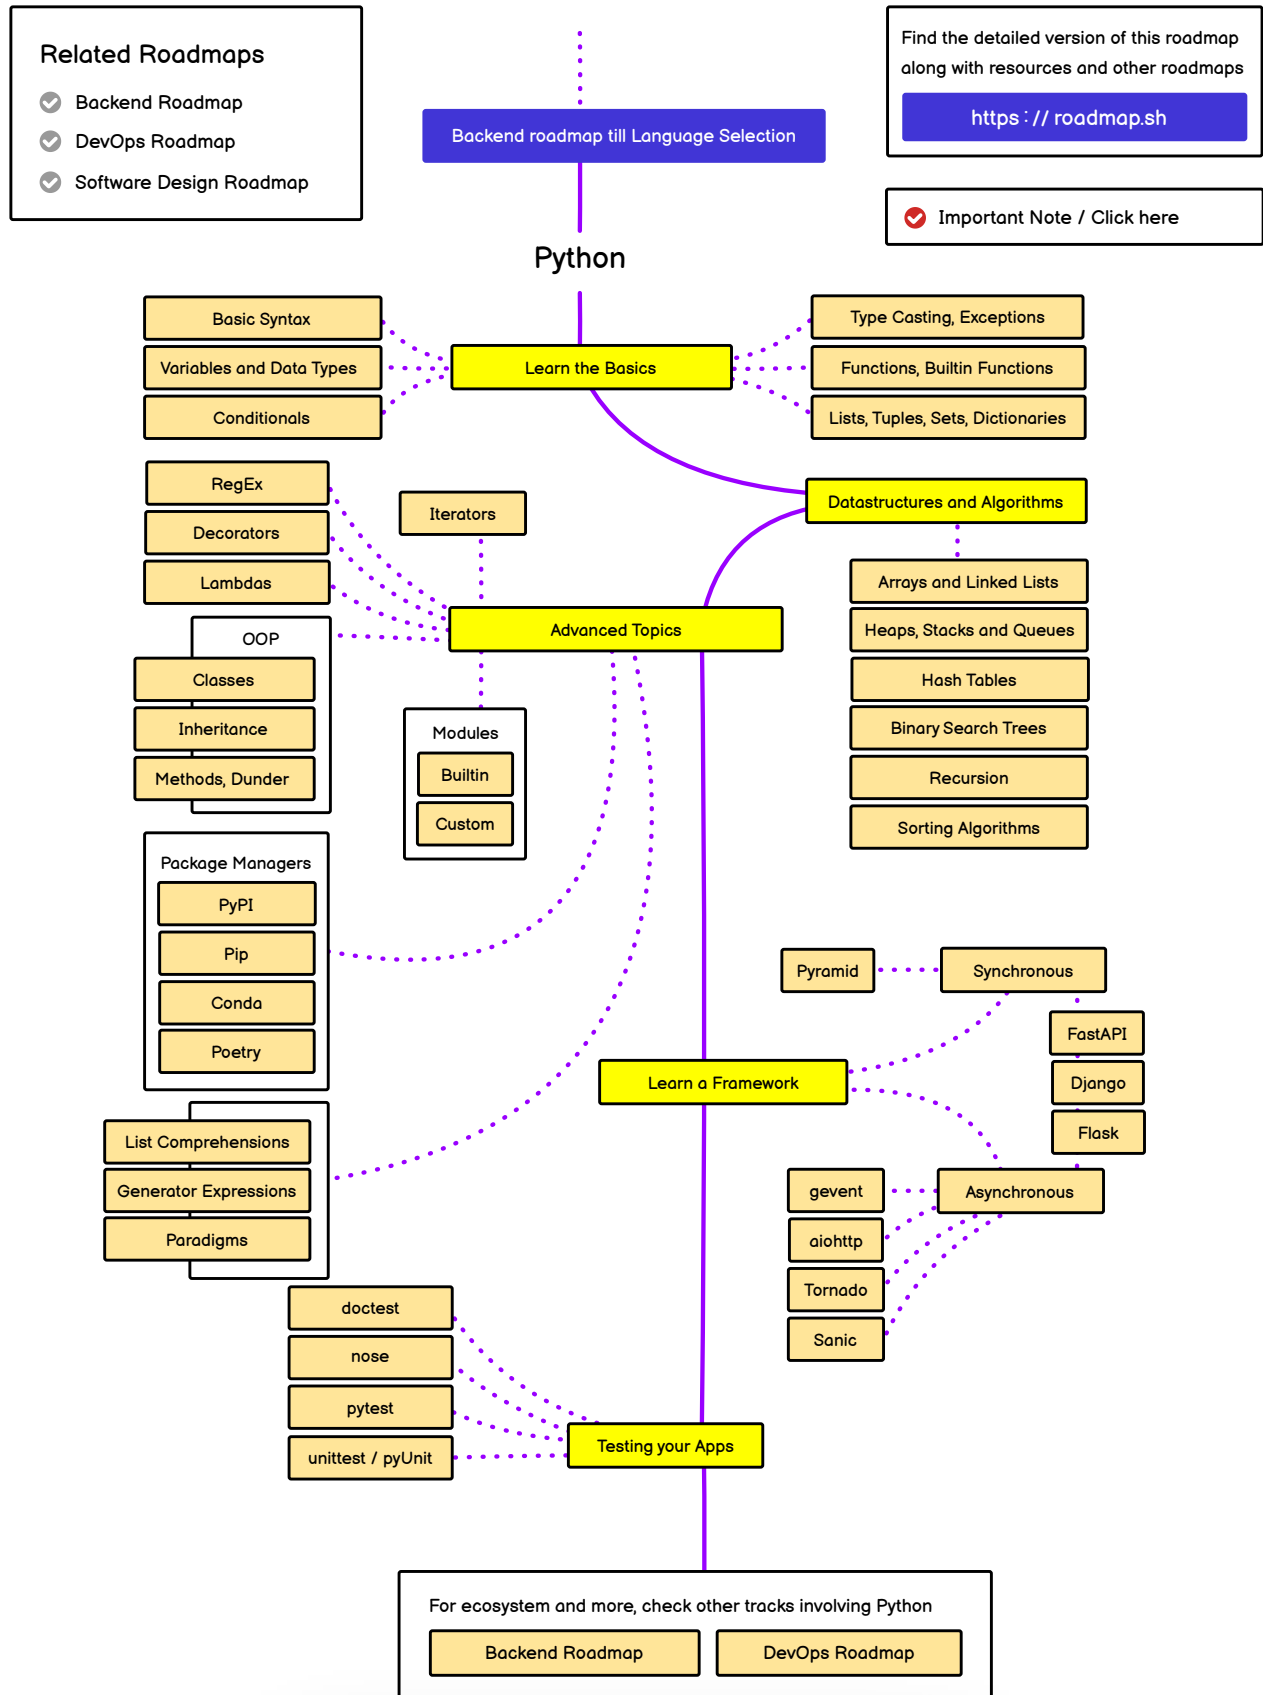 Related Roadmaps
Backend Roadmap
DevOps Roadmap
Software Design Roadmap
Find the detailed version of this roadmap
along with resources and other roadmaps
https://roadmap.sh
Important Note / Click here
Backend roadmap till Language Selection
Python
Learn the Basics
Basic Syntax
Variables and Data Types
Conditionals
Type Casting, Exceptions
Functions, Builtin Functions
Lists, Tuples, Sets, Dictionaries
Datastructures and Algorithms
Arrays and Linked Lists
Heaps, Stacks and Queues
Hash Tables
Binary Search Trees
Recursion
Sorting Algorithms
Advanced Topics
RegEx
Decorators
Lambdas
Iterators
OOP
Classes
Inheritance
Methods, Dunder
Modules
Builtin
Custom
Package Managers
PyPI
Pip
Conda
Poetry
List Comprehensions
Generator Expressions
Paradigms
Learn a Framework
Pyramid
Synchronous
FastAPI
Django
Flask
Asynchronous
gevent
aiohttp
Tornado
Sanic
Testing your Apps
doctest
nose
pytest
unittest / pyUnit
For ecosystem and more, check other tracks involving Python
Backend Roadmap
DevOps Roadmap